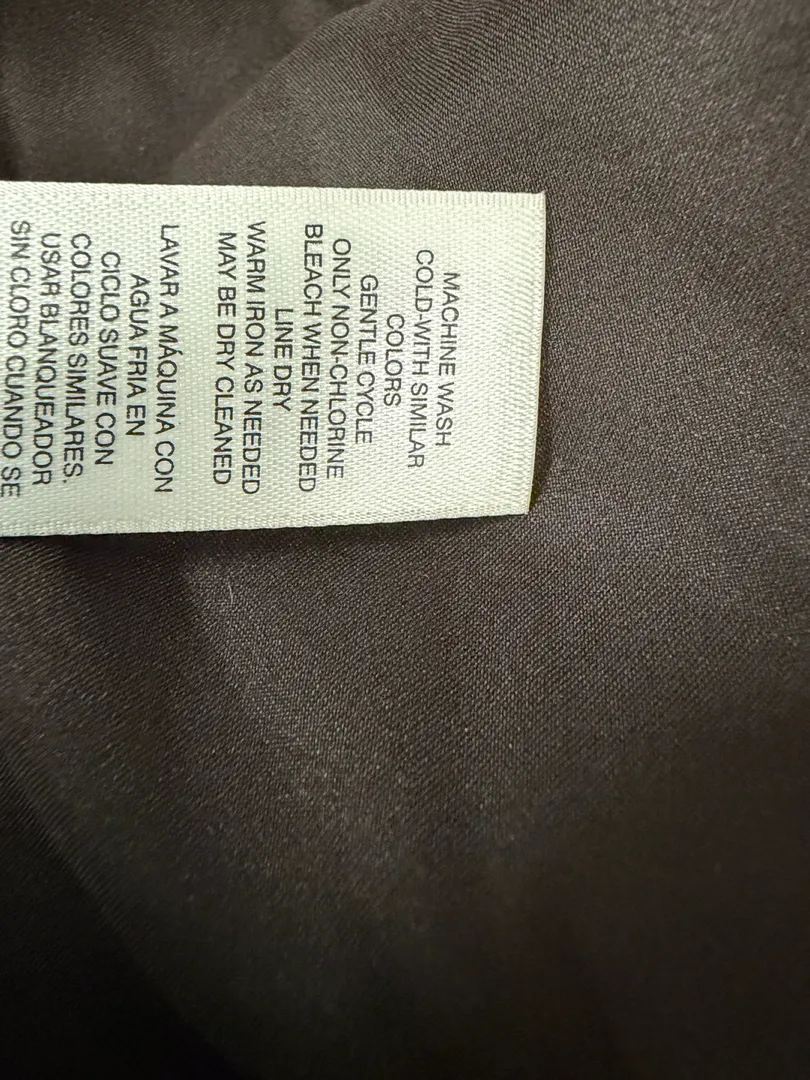 MACHINE WASH
COLD-WITH SIMILAR
COLORS
GENTLE CYCLE
ONLY NON-CHLORINE
BLEACH WHEN NEEDED
LINE DRY
WARM IRON AS NEEDED
MAY BE DRY CLEANED
LAVAR A MÁQUINA CON
AGUA FRIA EN
CICLO SUAVE CON
COLORES SIMILARES.
USAR BLANQUEADOR
SIN CLORO CUANDO SE